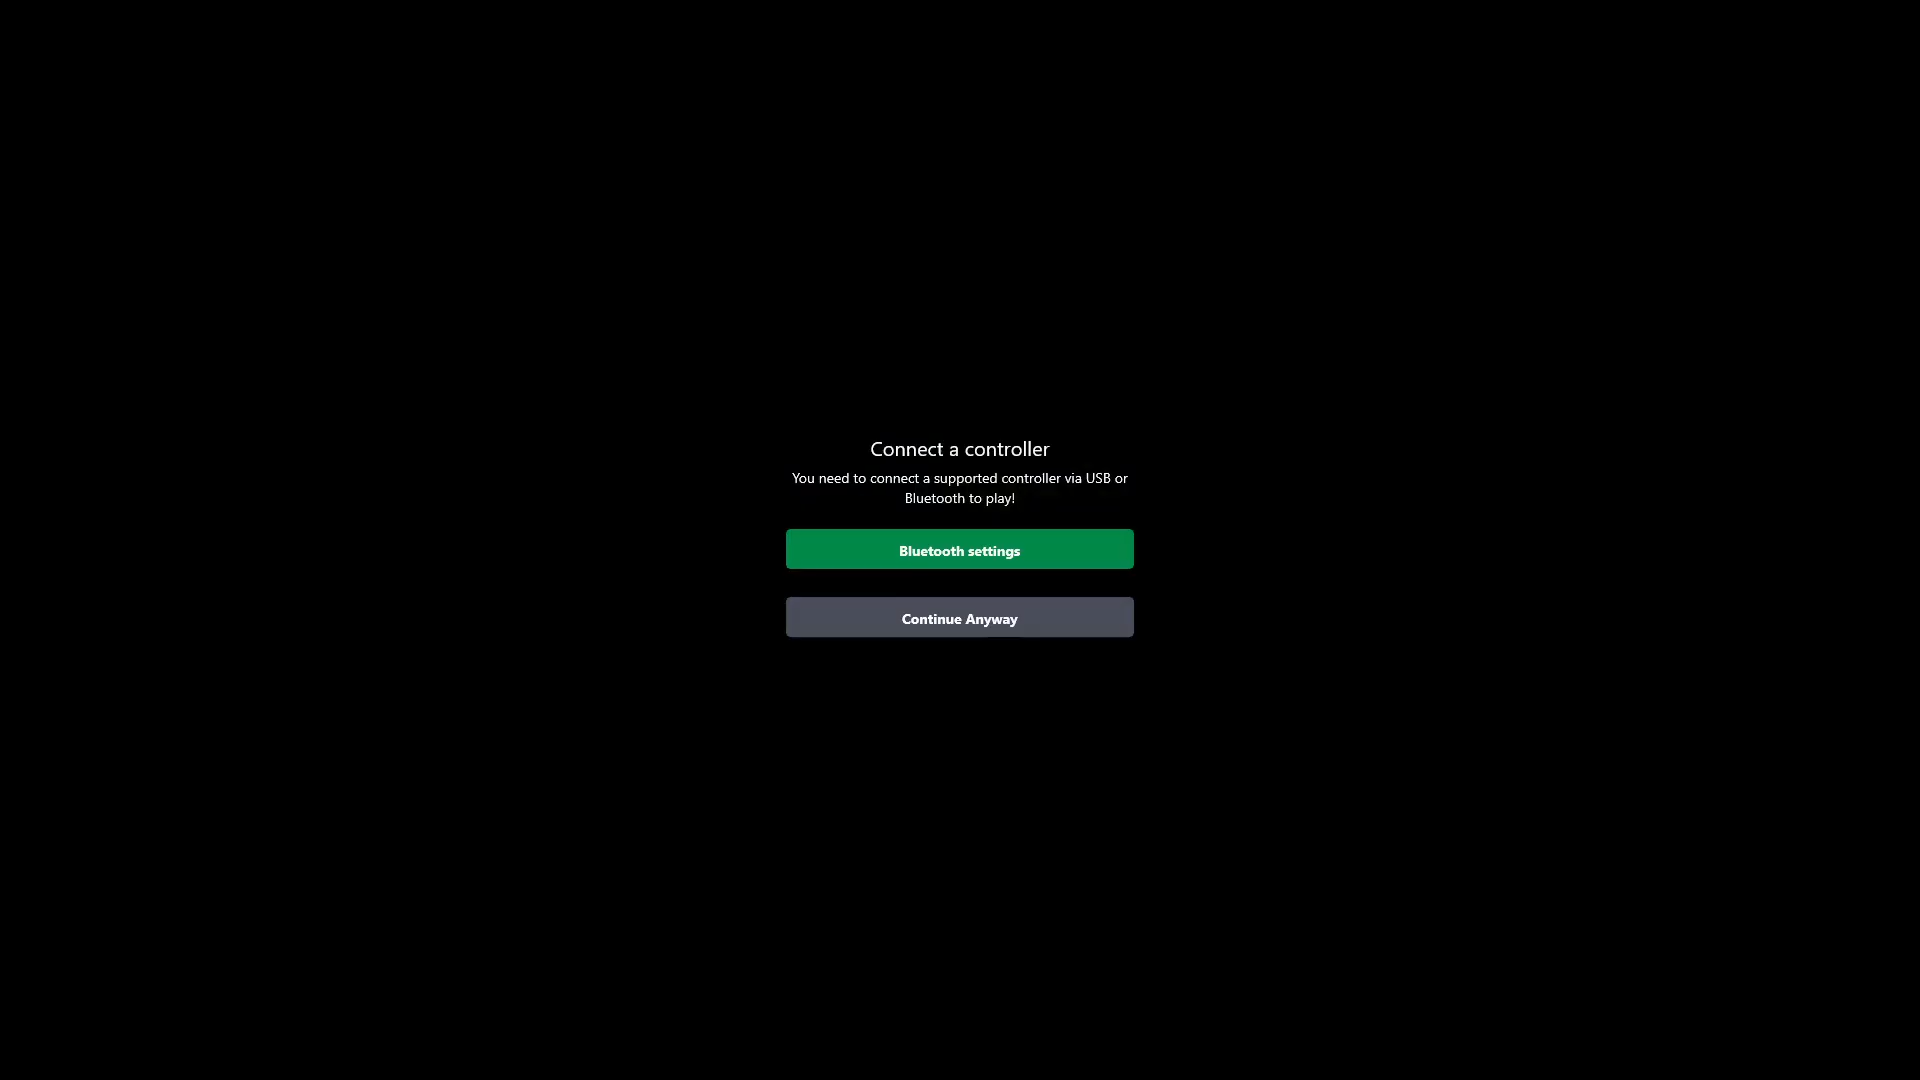 Connect a controller
You need to connect a supported controller via USB or
Bluetooth to play!
Bluetooth settings
Continue Anyway